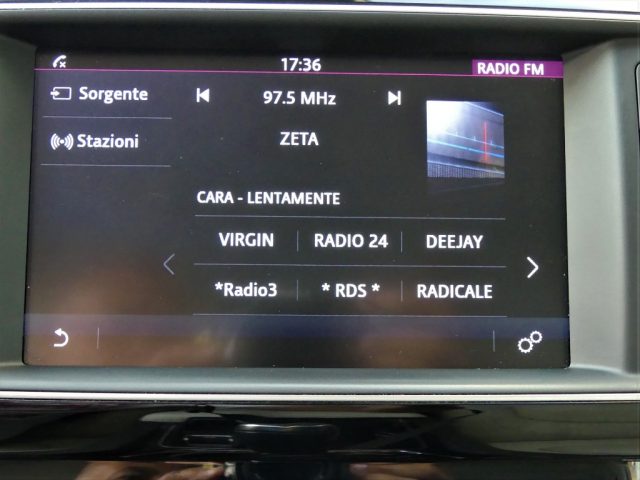 17:36 RADIO FM
Sorgente
97.5 MHz
Stazioni
ZETA
CARA - LENTAMENTE
VIRGIN RADIO 24 DEEJAY
*Radio3 * RDS * RADICALE